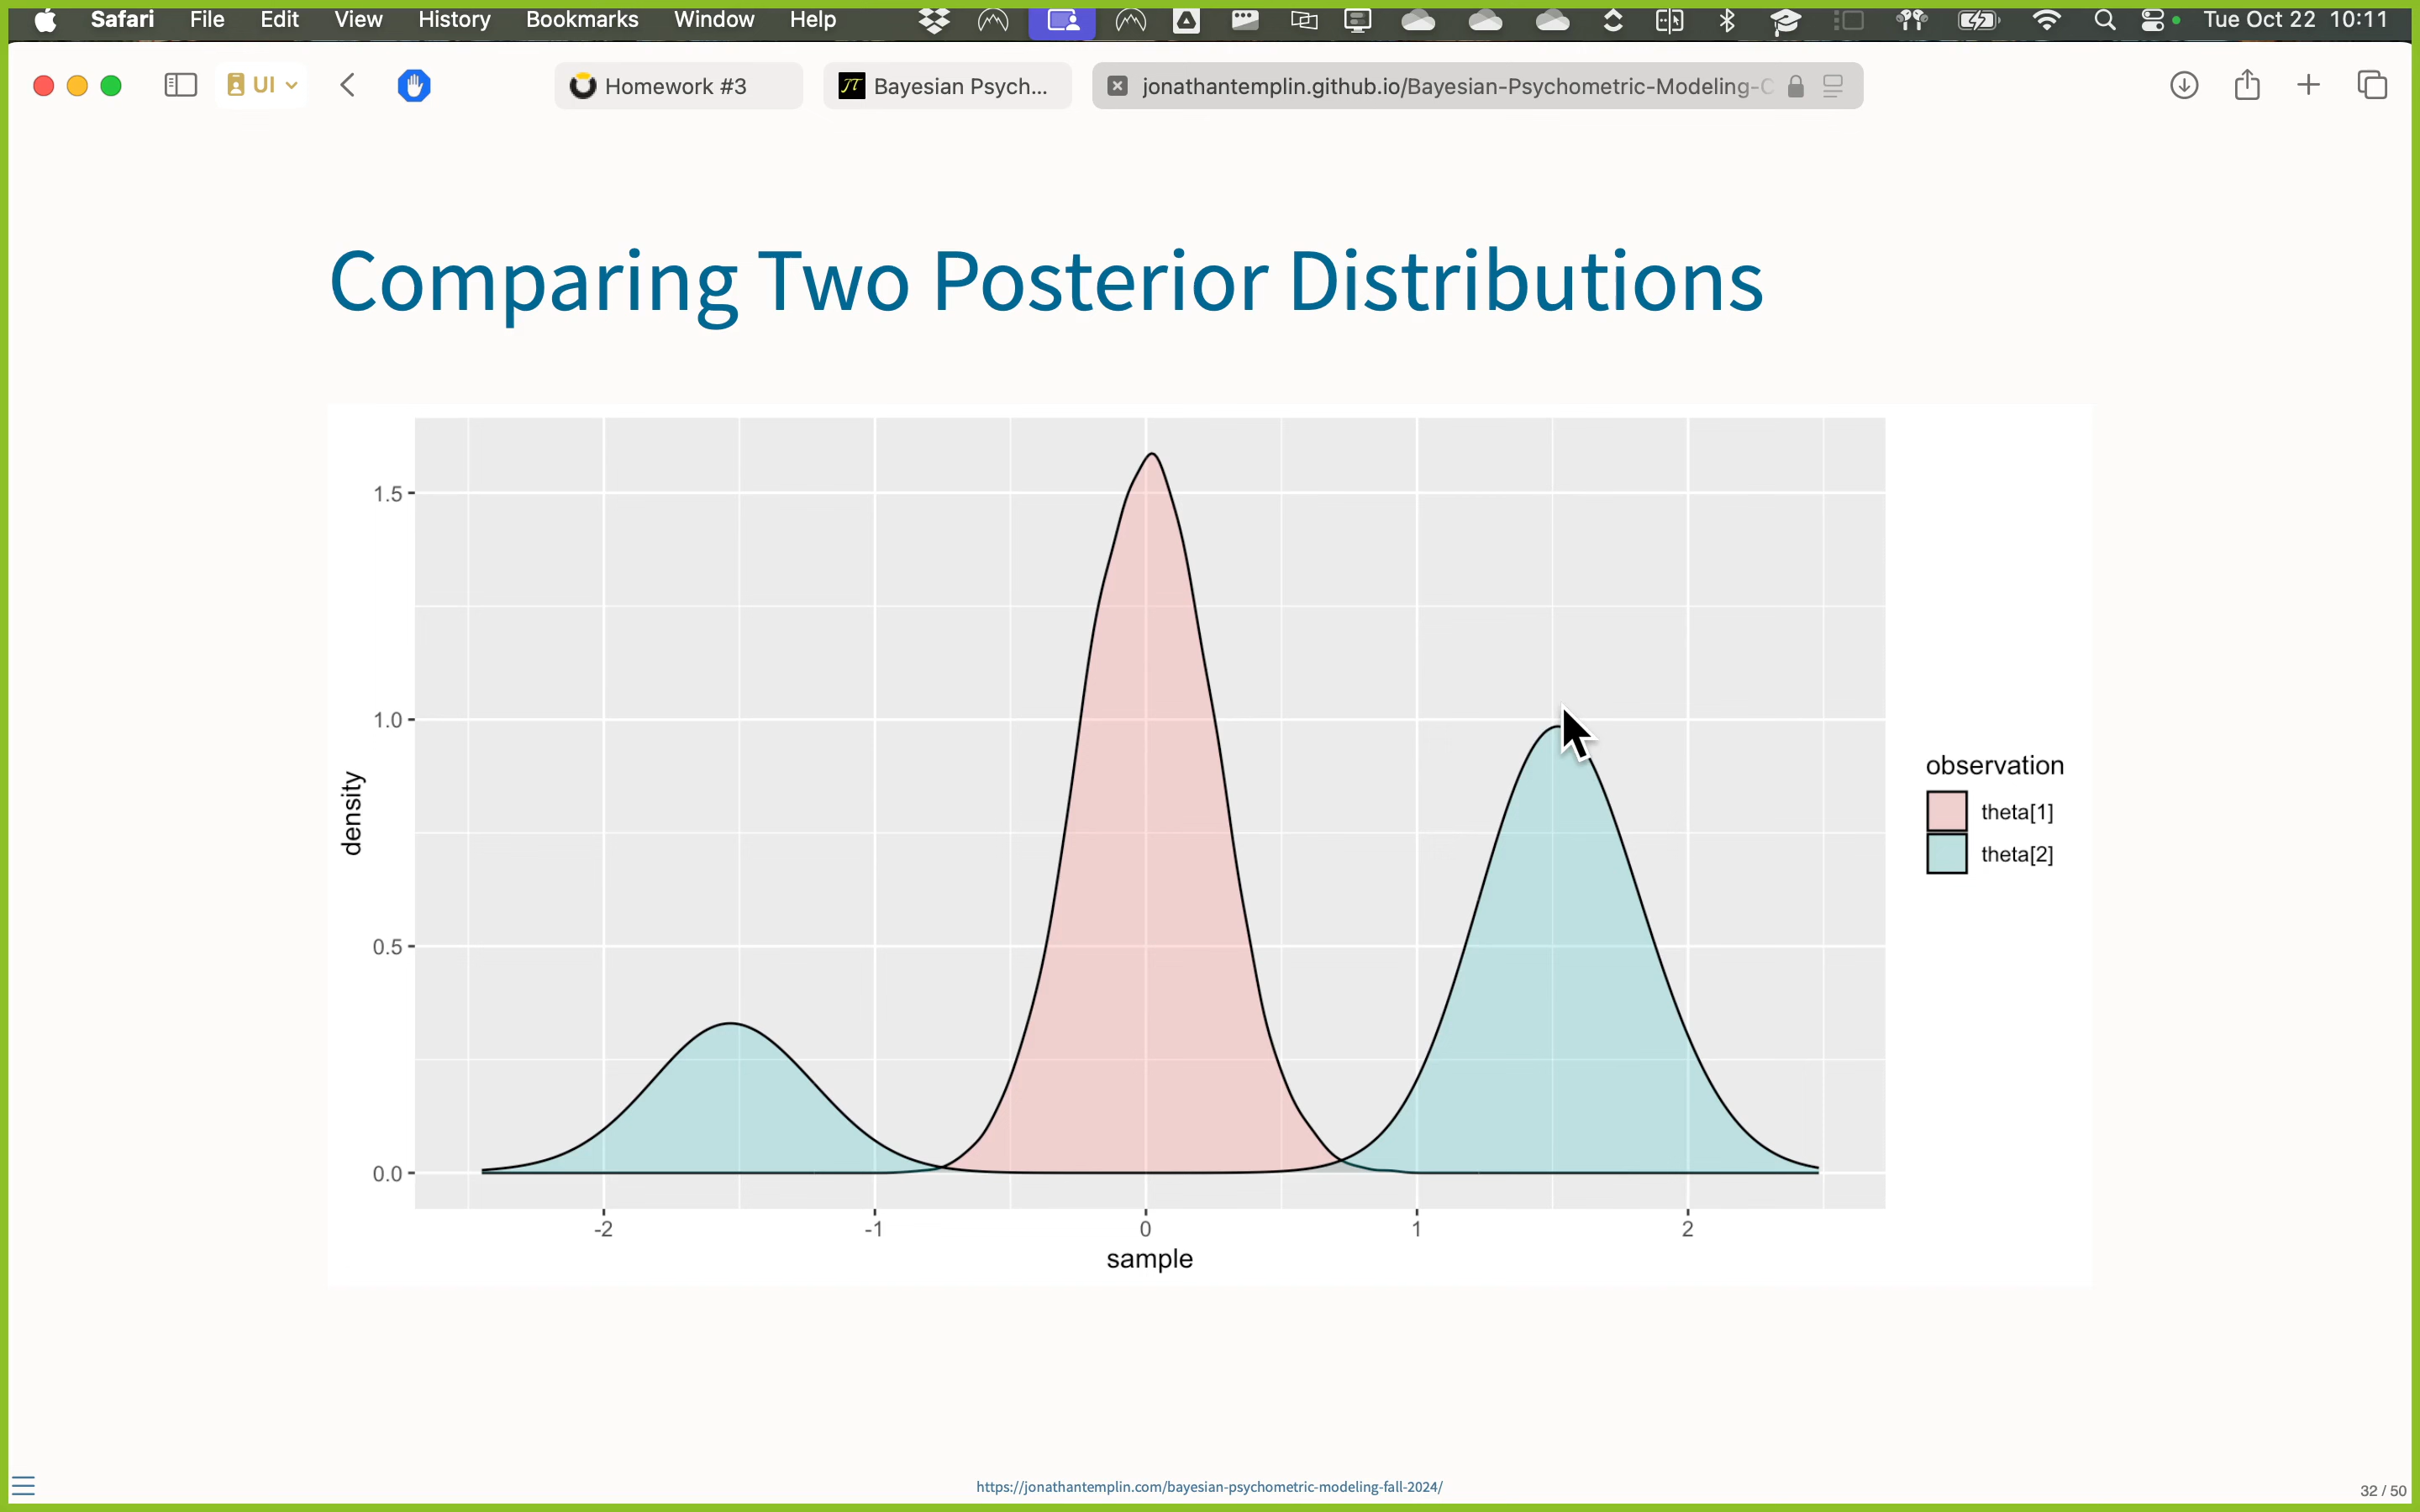 Safari File Edit View History Bookmarks Window Help Tue Oct 22 10:11
UI Homework #3 Bayesian Psych... jonathantemplin.github.io/Bayesian-Psychometric-Modeling-C
Comparing Two Posterior Distributions
1.5
1.0
0.5
0.0
density
-2 -1 0 1 2
sample
observation
theta[1]
theta[2]
https://jonathantemplin.com/bayesian-psychometric-modeling-fall-2024/
32 / 50